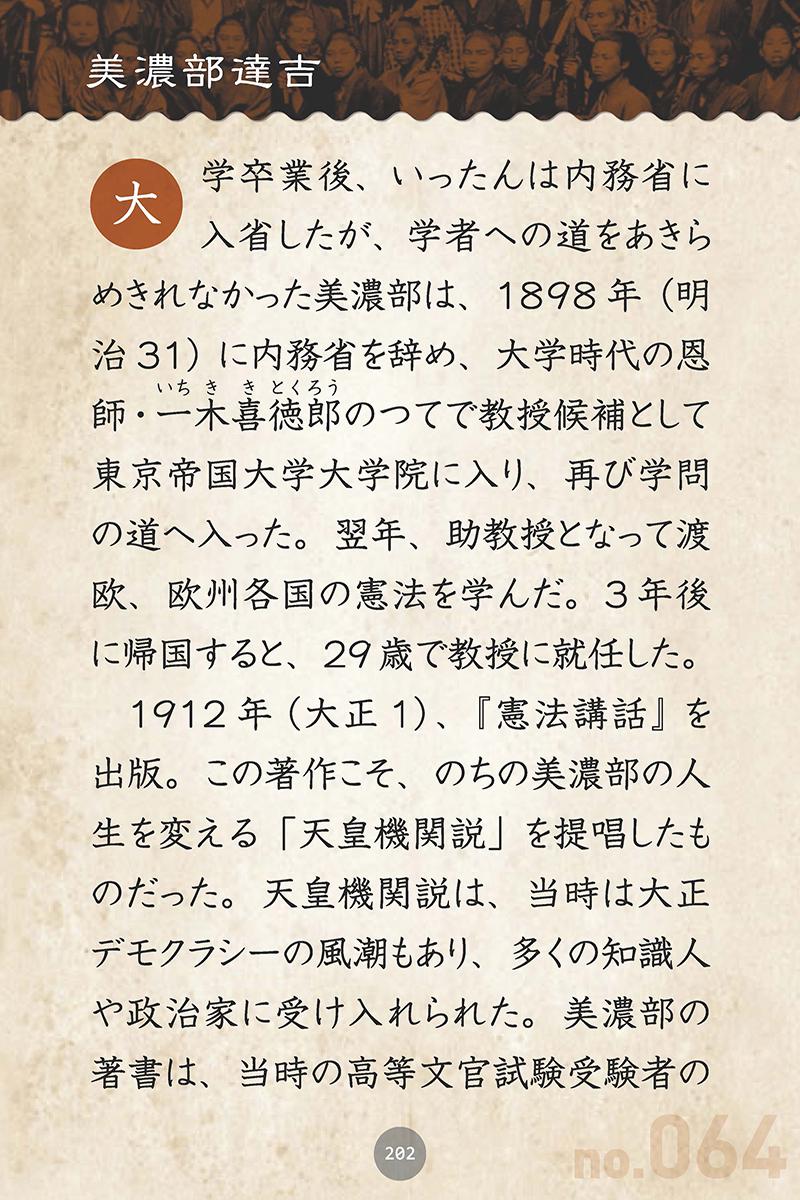 美濃部達吉
大学卒業後、いったんは内務省に
入省したが、学者への道をあきら
めきれなかった美濃部は、1898年（明
治31）に内務省を辞め、大学時代の恩
いち き き とくろう
師・一木喜徳郎のつてで教授候補として
東京帝国大学大学院に入り、再び学問
の道へ入った。翌年、助教授となって渡
欧、欧州各国の憲法を学んだ。3年後
に帰国すると、29歳で教授に就任した。
1912年（大正1）、『憲法講話』を
出版。この著作こそ、のちの美濃部の人
生を変える「天皇機関説」を提唱したも
のだった。天皇機関説は、当時は大正
デモクラシーの風潮もあり、多くの知識人
や政治家に受け入れられた。美濃部の
著書は、当時の高等文官試験受験者の
202
no.064